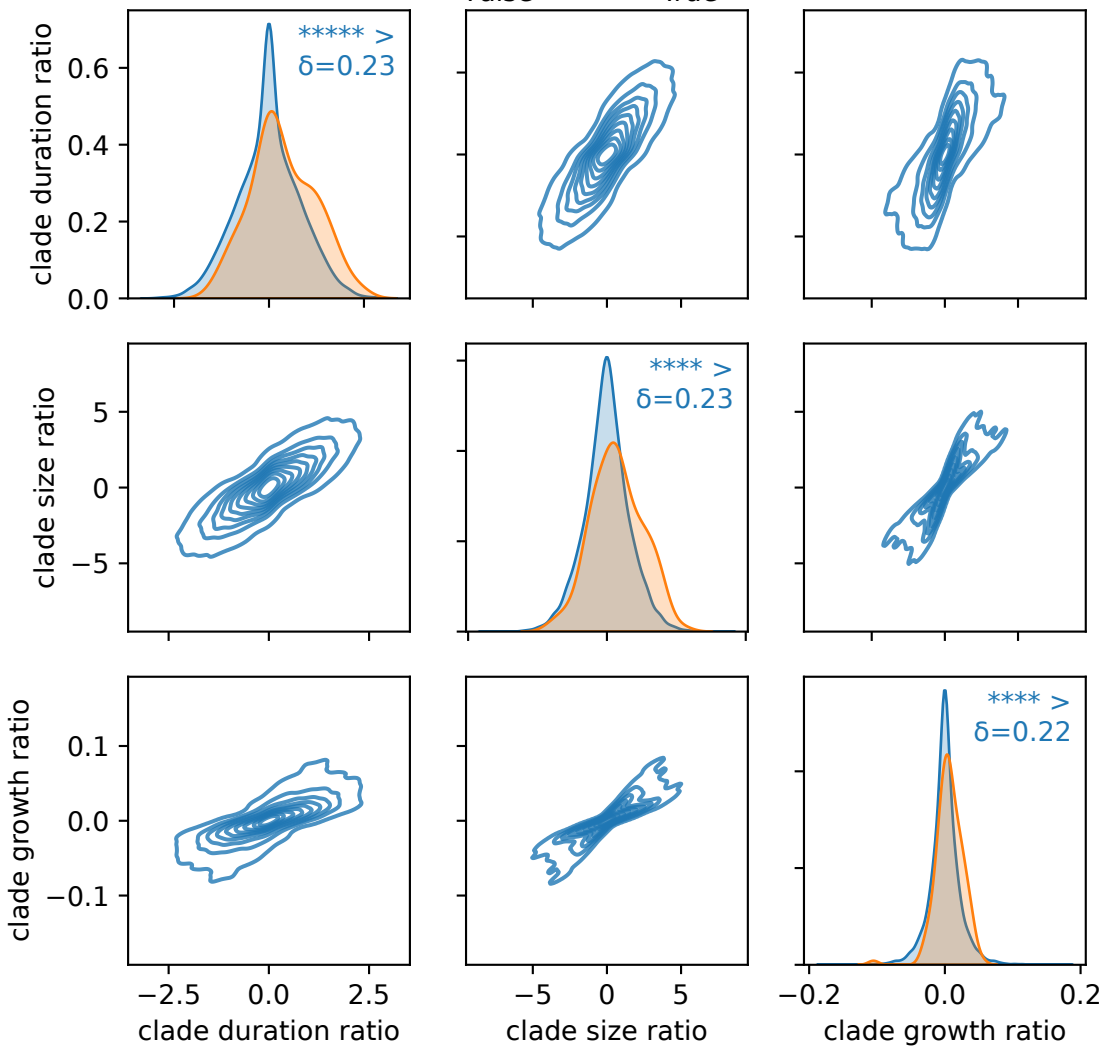 clade duration ratio
0.6
0.4
0.2
0.0
***** >
δ=0.23
clade size ratio
5
0
−5
**** >
δ=0.23
clade growth ratio
0.1
0.0
−0.1
**** >
δ=0.22
−2.5 0.0 2.5
clade duration ratio
−5 0 5
clade size ratio
−0.2 0.0 0.2
clade growth ratio